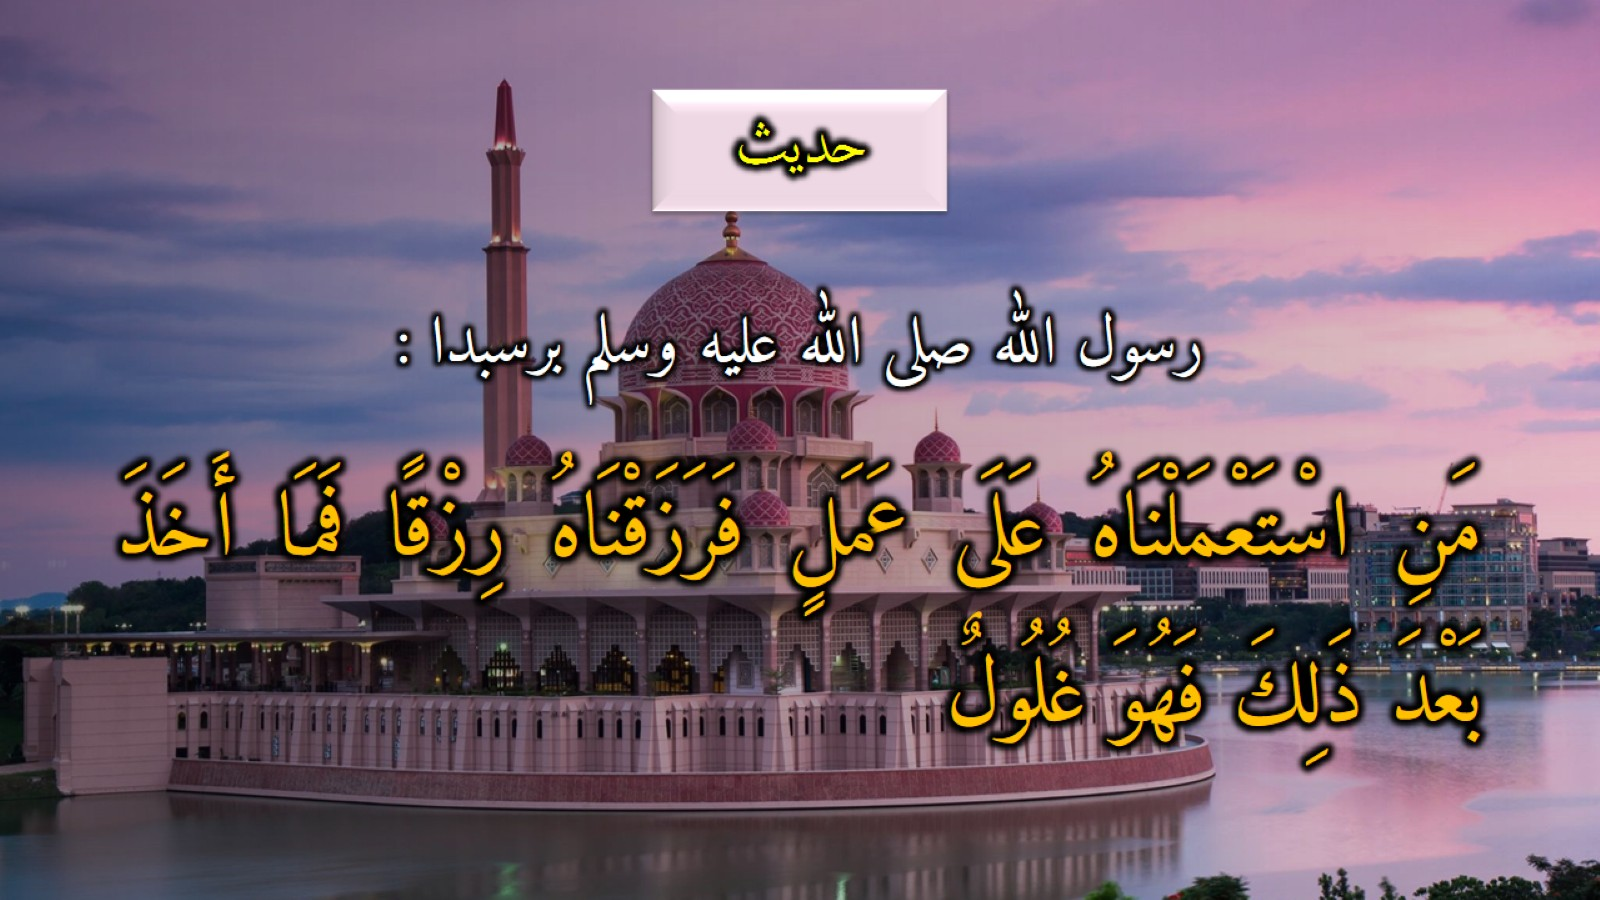 حديث
رسول الله صلى الله عليه وسلم برسبدا :
مَنِ اسْتَعْمَلْنَاهُ عَلَى عَمَلٍ فَرَزَقْنَاهُ رِزْقًا فَمَا أَخَذَ
بَعْدَ ذَلِكَ فَهُوَ غُلُولٌ